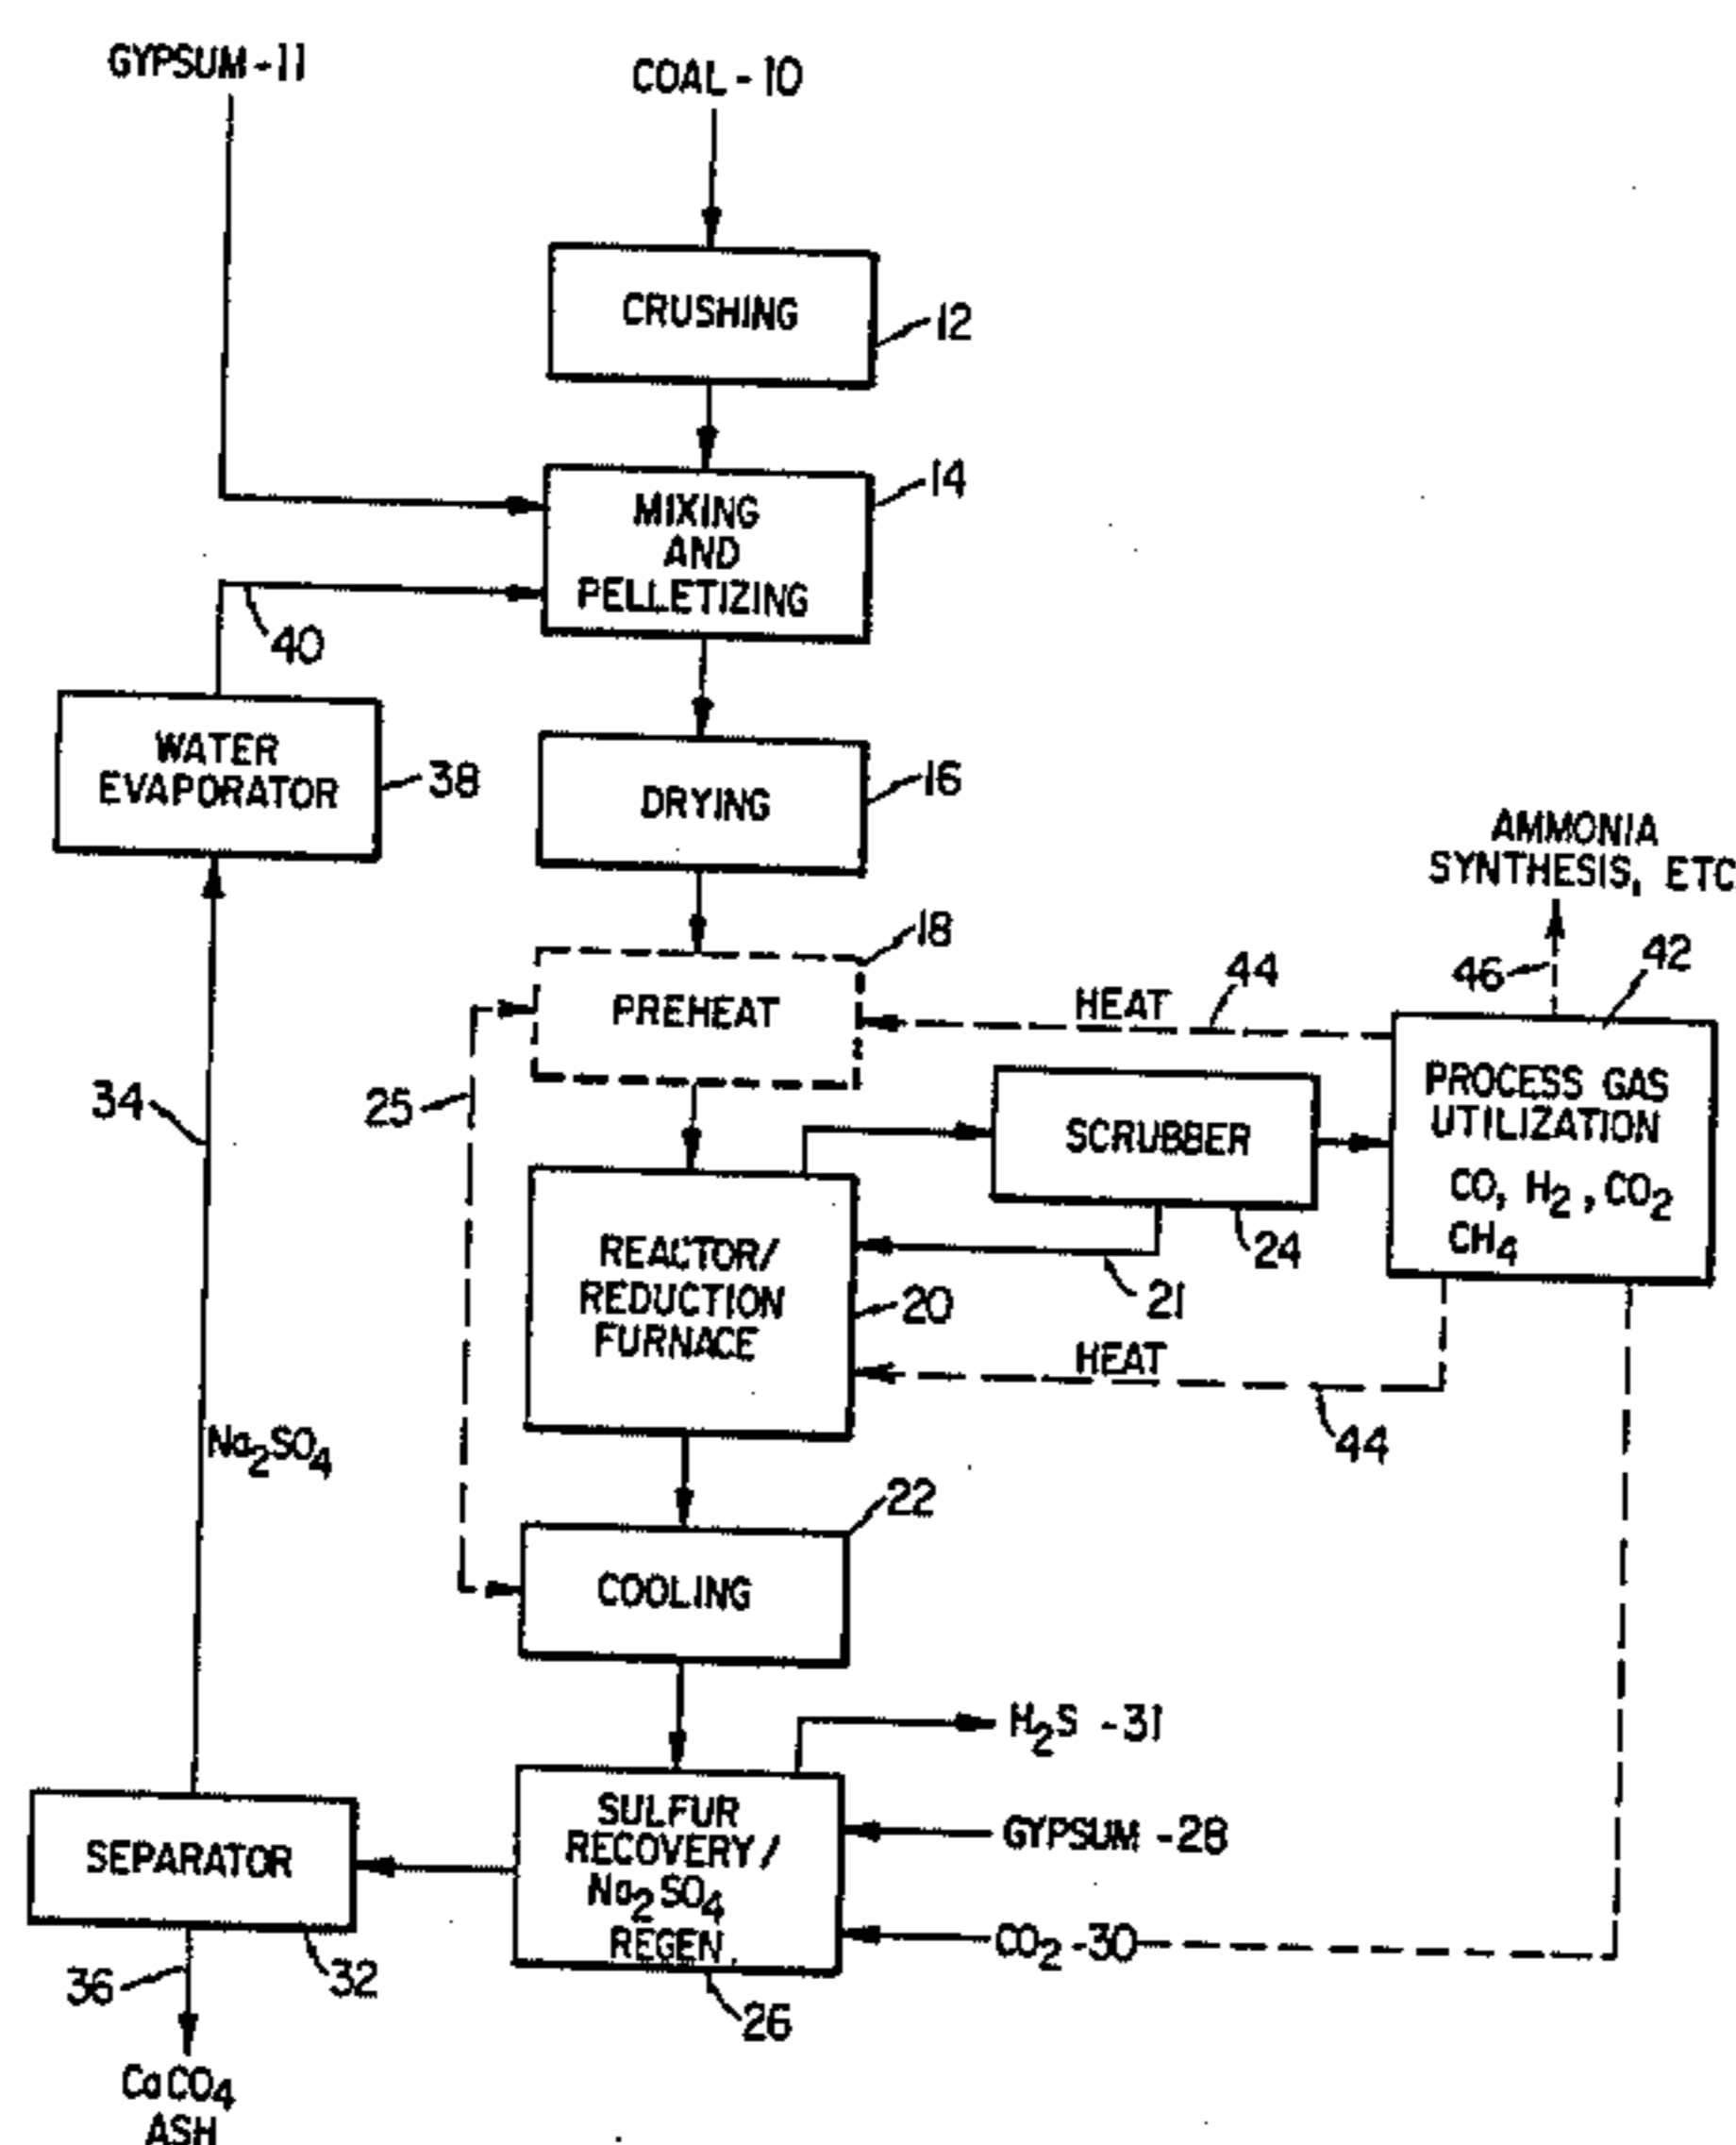 GYPSUM-11
COAL-10
CRUSHING
12
14
MIXING
AND
PELLETIZING
40
WATER
EVAPORATOR
38
DRYING
16
AMMONIA
SYNTHESIS, ETC
46
42
18
PREHEAT
HEAT
44
34
25
SCRUBBER
24
PROCESS GAS
UTILIZATION
CO, H2, CO2
CH4
REACTOR/
REDUCTION
FURNACE
20
21
HEAT
44
Na2SO4
22
COOLING
H2S -31
SEPARATOR
32
SULFUR
RECOVERY/
Na2SO4
REGEN.
26
GYPSUM -28
CO2-30
36
CaCO4
ASH